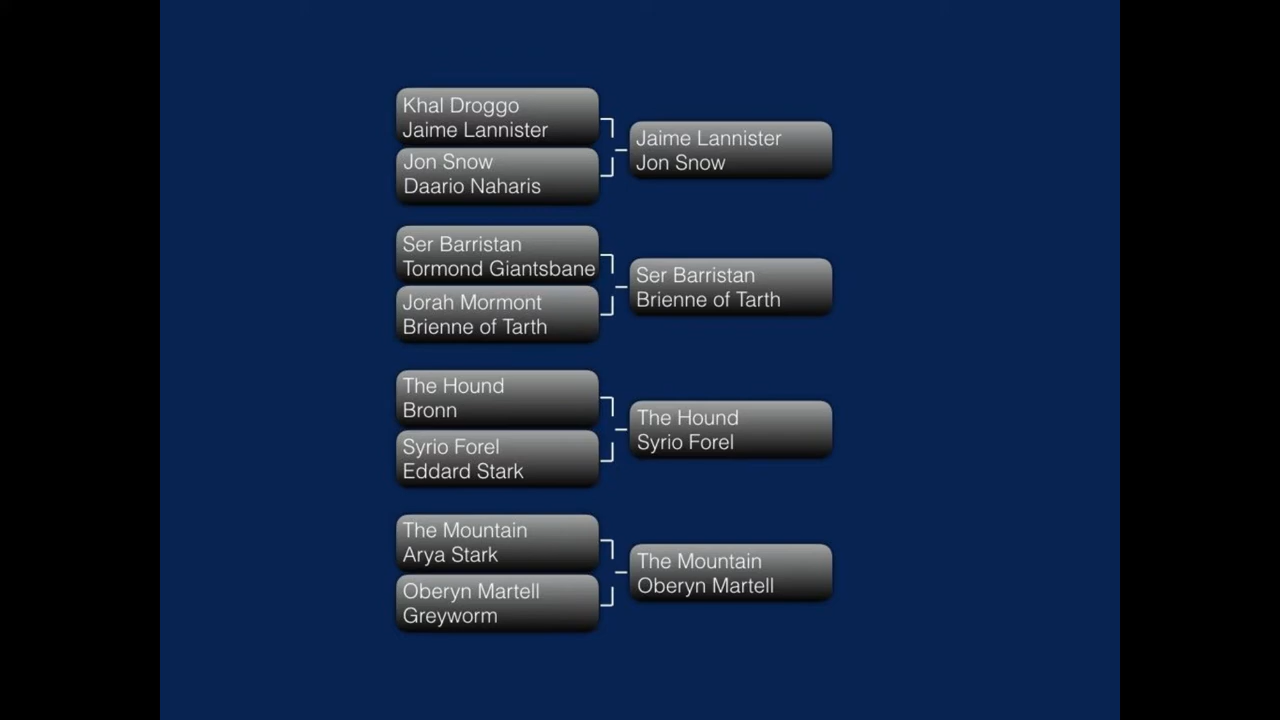 Khal Droggo
Jaime Lannister
Jon Snow
Daario Naharis
Jaime Lannister
Jon Snow
Ser Barristan
Tormond Giantsbane
Jorah Mormont
Brienne of Tarth
Ser Barristan
Brienne of Tarth
The Hound
Bronn
Syrio Forel
Eddard Stark
The Hound
Syrio Forel
The Mountain
Arya Stark
Oberyn Martell
Greyworm
The Mountain
Oberyn Martell